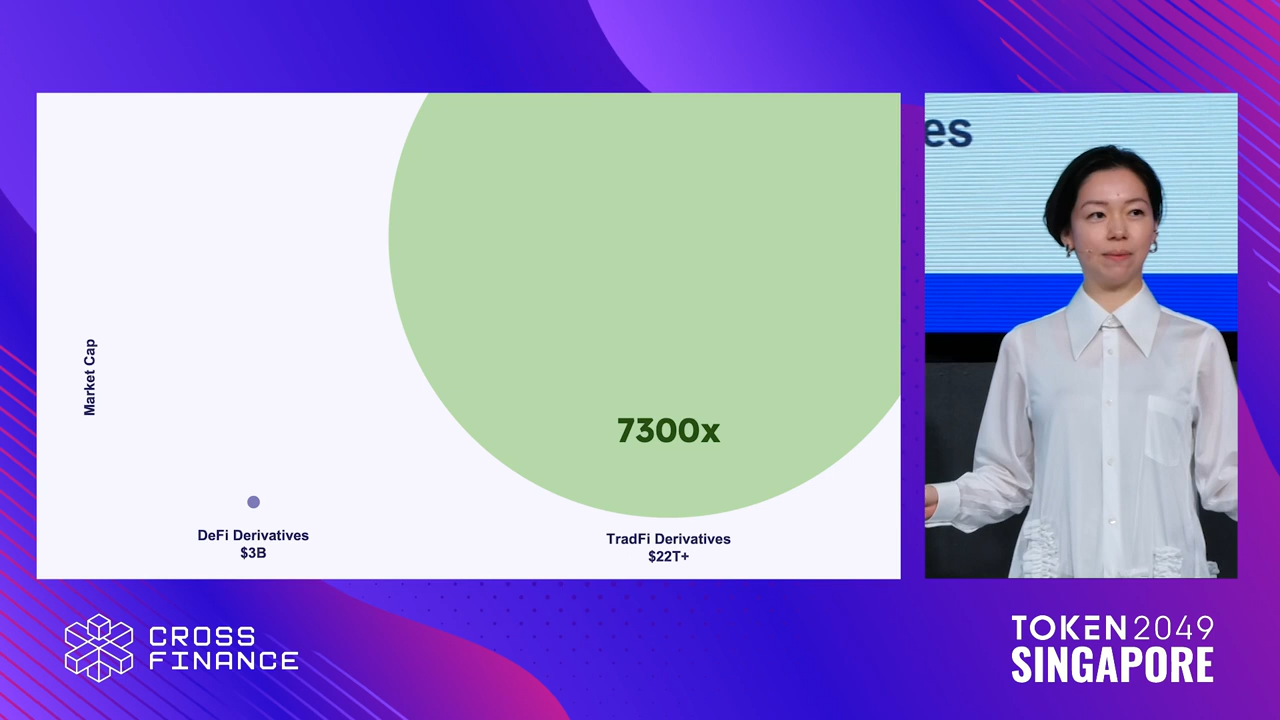 Market Cap
7300x
DeFi Derivatives
$3B
TradFi Derivatives
$22T+
es
CROSS
FINANCE
TOKEN2049
SINGAPORE